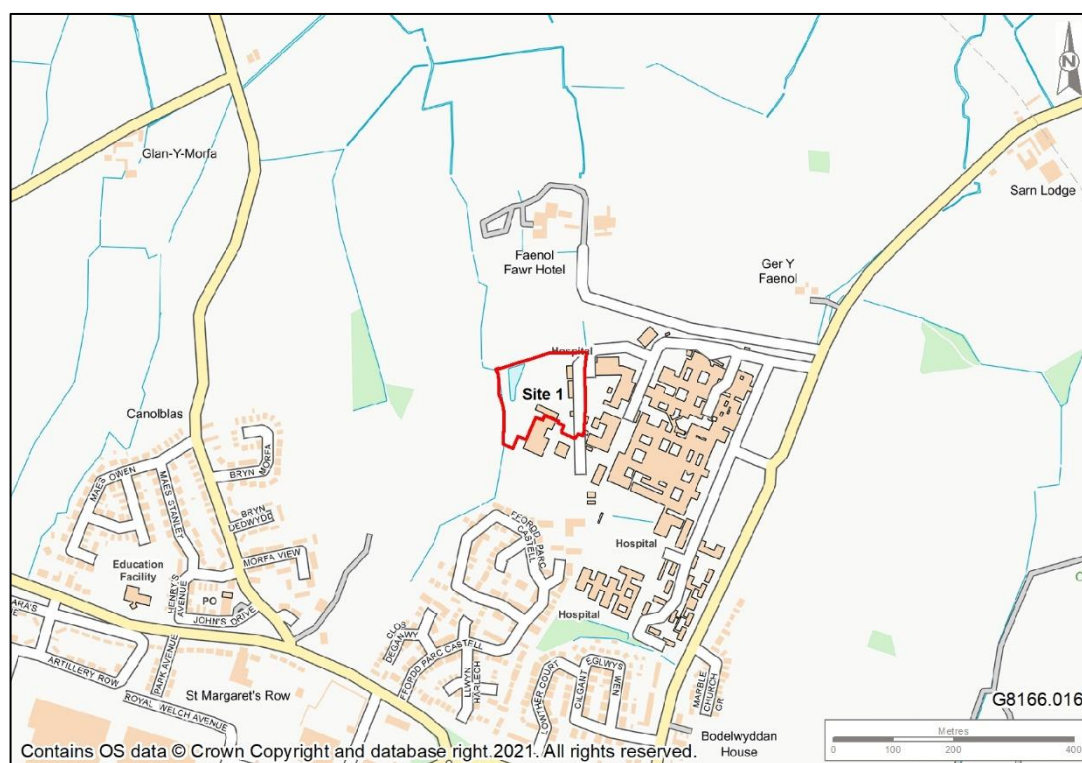 N
Glan-Y-Morfa
Sarn Lodge
Faenol
Fawr Hotel
Ger Y
Faenol
Hospital
Site 1
Canolblas
MAES OWEN
MAES STANLEY
BRYN
MORFA
BRYN
DEDWYDD
MORFA VIEW
Education
Facility
HENRY'S
AVENUE
PO
JOHN'S DRIVE
FFORDD PARC
CASTELL
Hospital
Hospital
ARTILLERY ROW
PARK AVENUE
ROYAL WELCH AVENUE
St Margaret's Row
CLOS
DEGANWY
FFORDD PARC CASTELL
LLWYN
HARLECH
LOWTHER COURT
CILGANT
EGLWYS
WEN
MARBLE
CHURCH
GR
Bodelwyddan
House
G8166.016
Metres
0 100 200 400
Contains OS data © Crown Copyright and database right 2021. All rights reserved.